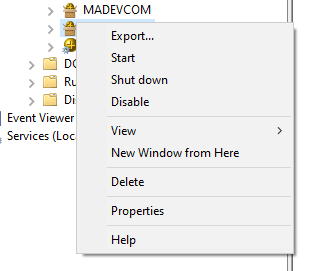 MADEVCOM
Export...
Start
Shut down
Disable
View
New Window from Here
Delete
Properties
Help
DC
Ru
Di
Event Viewer
Services (Loc